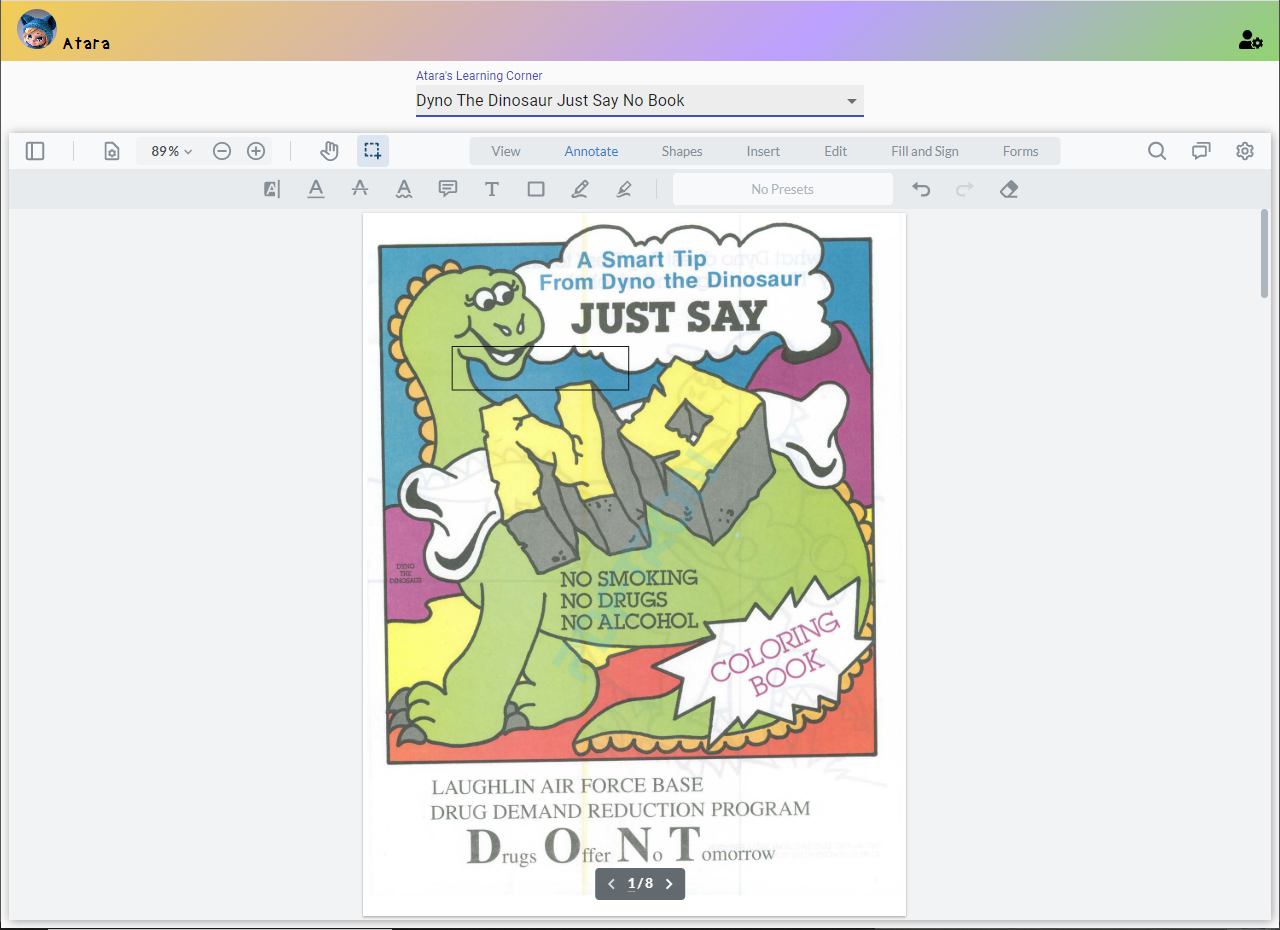 Atara
Atara's Learning Corner
Dyno The Dinosaur Just Say No Book
89%
View Annotate Shapes Insert Edit Fill and Sign Forms
No Presets
A Smart Tip
From Dyno the Dinosaur
JUST SAY
NO
NO SMOKING
NO DRUGS
NO ALCOHOL
DYNO
THE
DINOSAUR
COLORING
BOOK
LAUGHLIN AIR FORCE BASE
DRUG DEMAND REDUCTION PROGRAM
Drugs Offer No Tomorrow
1/8